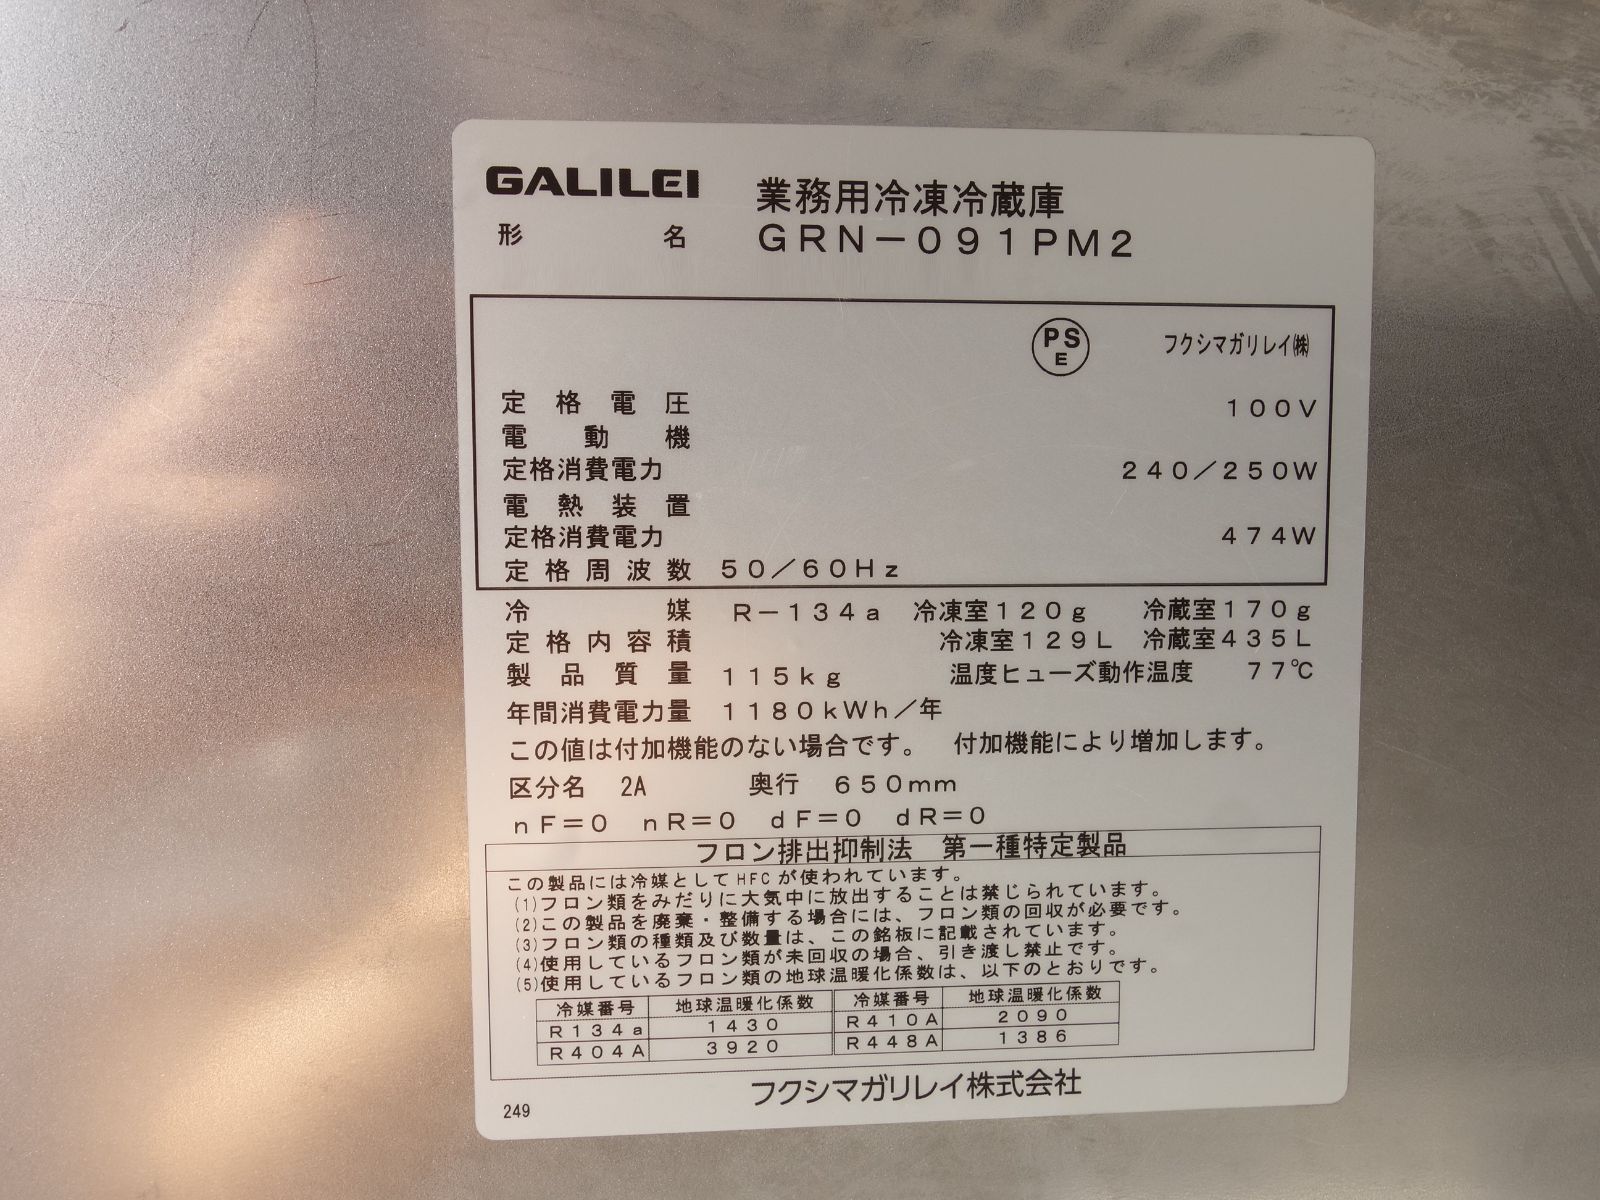 GALILEI 業務用冷凍冷蔵庫
形名 GRN-091PM2
PSE フクシマガリレイ㈱
定格電圧 100V
電動機
定格消費電力 240/250W
電熱装置
定格消費電力 474W
定格周波数 50/60Hz
冷媒 R-134a 冷凍室120g 冷蔵室170g
定格内容積 冷凍室129L 冷蔵室435L
製品質量 115kg 温度ヒューズ動作温度 77℃
年間消費電力量 1180kWh/年
この値は付加機能のない場合です。 付加機能により増加します。
区分名 2A 奥行 650mm
nF=0 nR=0 dF=0 dR=0
フロン排出抑制法 第一種特定製品
この製品には冷媒としてHFCが使われています。
(1)フロン類をみだりに大気中に放出することは禁じられています。
(2)この製品を廃棄・整備する場合には、フロン類の回収が必要です。
(3)フロン類の種類及び数量は、この銘板に記載されています。
(4)使用しているフロン類が未回収の場合、引き渡し禁止です。
(5)使用しているフロン類の地球温暖化係数は、以下のとおりです。
冷媒番号 地球温暖化係数 冷媒番号 地球温暖化係数
R134a 1430 R410A 2090
R404A 3920 R448A 1386
フクシマガリレイ株式会社
249